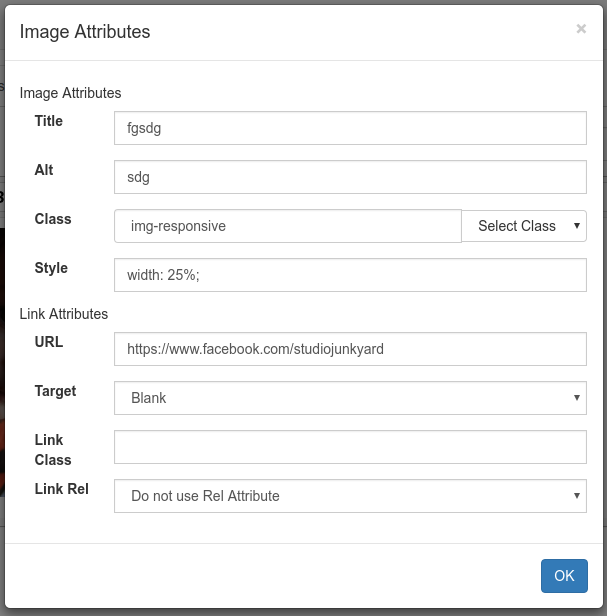 Image Attributes
×
Image Attributes
Title
fgsdg
Alt
sdg
Class
img-responsive
Select Class
Style
width: 25%;
Link Attributes
URL
https://www.facebook.com/studiojunkyard
Target
Blank
Link
Class
Link Rel
Do not use Rel Attribute
OK